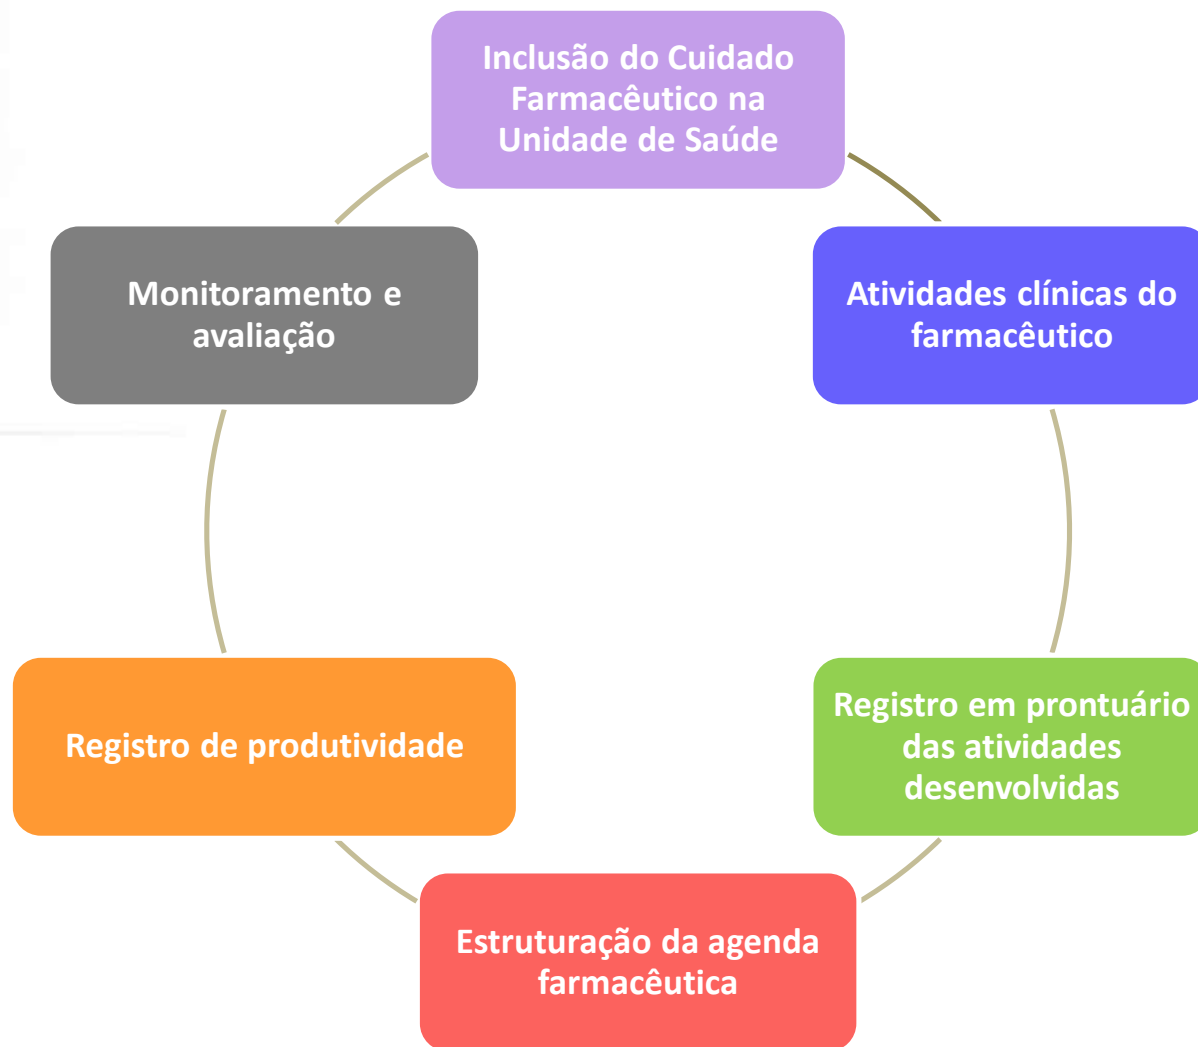 Inclusão do Cuidado
Farmacêutico na
Unidade de Saúde
Atividades clínicas do
farmacêutico
Registro em prontuário
das atividades
desenvolvidas
Estruturação da agenda
farmacêutica
Registro de produtividade
Monitoramento e
avaliação